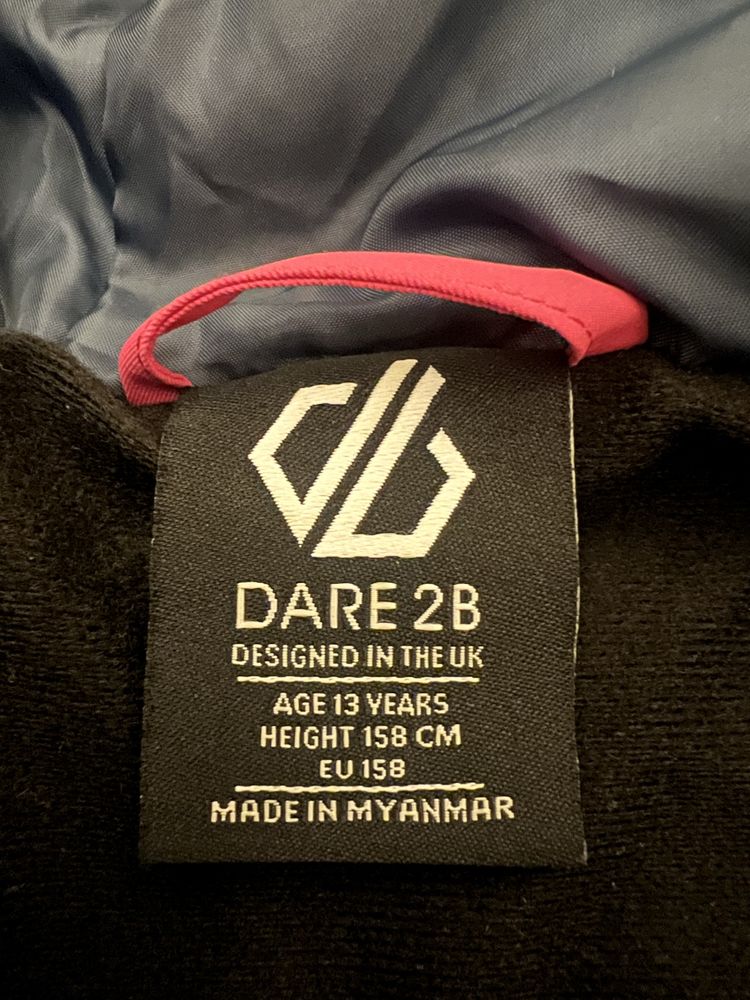 DARE 2B
DESIGNED IN THE UK
AGE 13 YEARS
HEIGHT 158 CM
EU 158
MADE IN MYANMAR